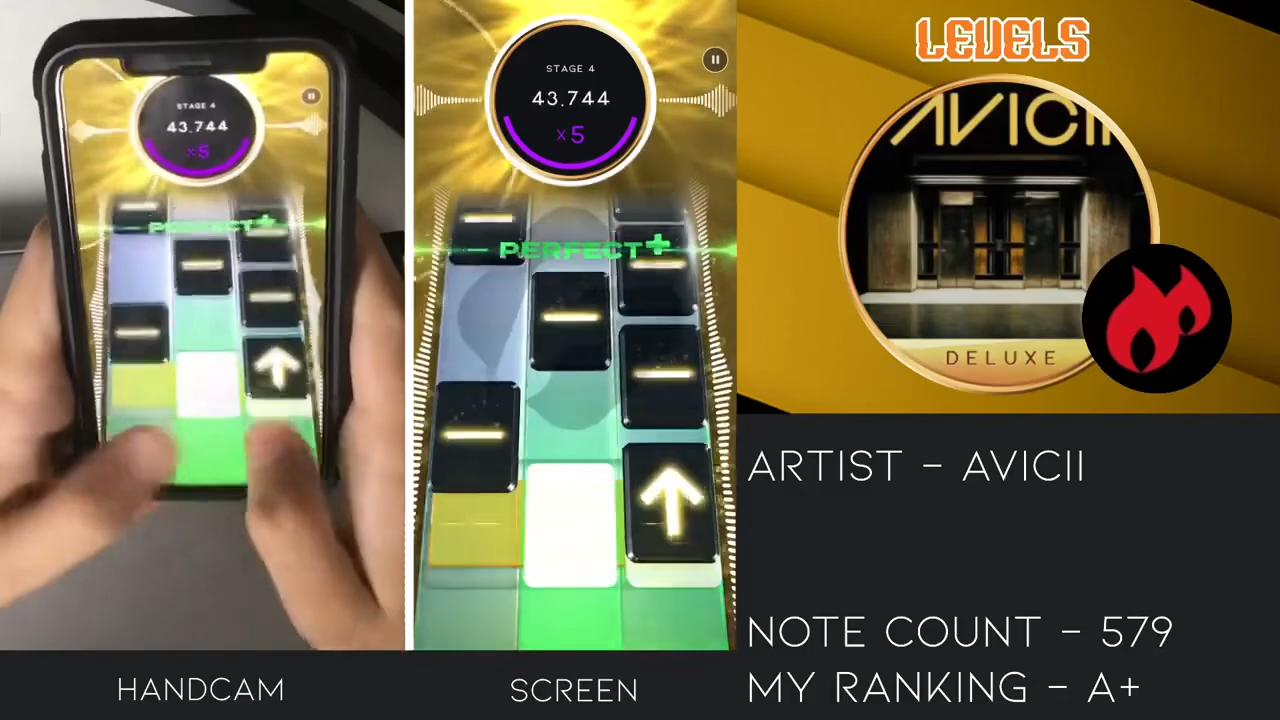 STAGE 4
43.744
x5
PERFECT+
HANDCAM
STAGE 4
43.744
x5
PERFECT+
SCREEN
LEVELS
AVICII
DELUXE
ARTIST - AVICII
NOTE COUNT - 579
MY RANKING - A+